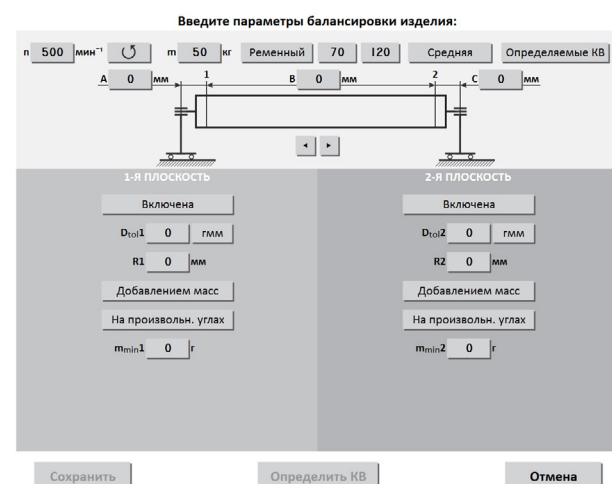 Введите параметры балансировки изделия:
n 500 мин⁻¹ m 50 кг Ременный 70 120 Средняя Определяемые КВ
A 0 мм 1 B 0 мм 2 C 0 мм
1-Я ПЛОСКОСТЬ 2-Я ПЛОСКОСТЬ
Включена Включена
Dtol1 0 гмм Dtol2 0 гмм
R1 0 мм R2 0 мм
Добавлением масс Добавлением масс
На произвольн. углах На произвольн. углах
mmin1 0 г mmin2 0 г
Сохранить Определить КВ Отмена